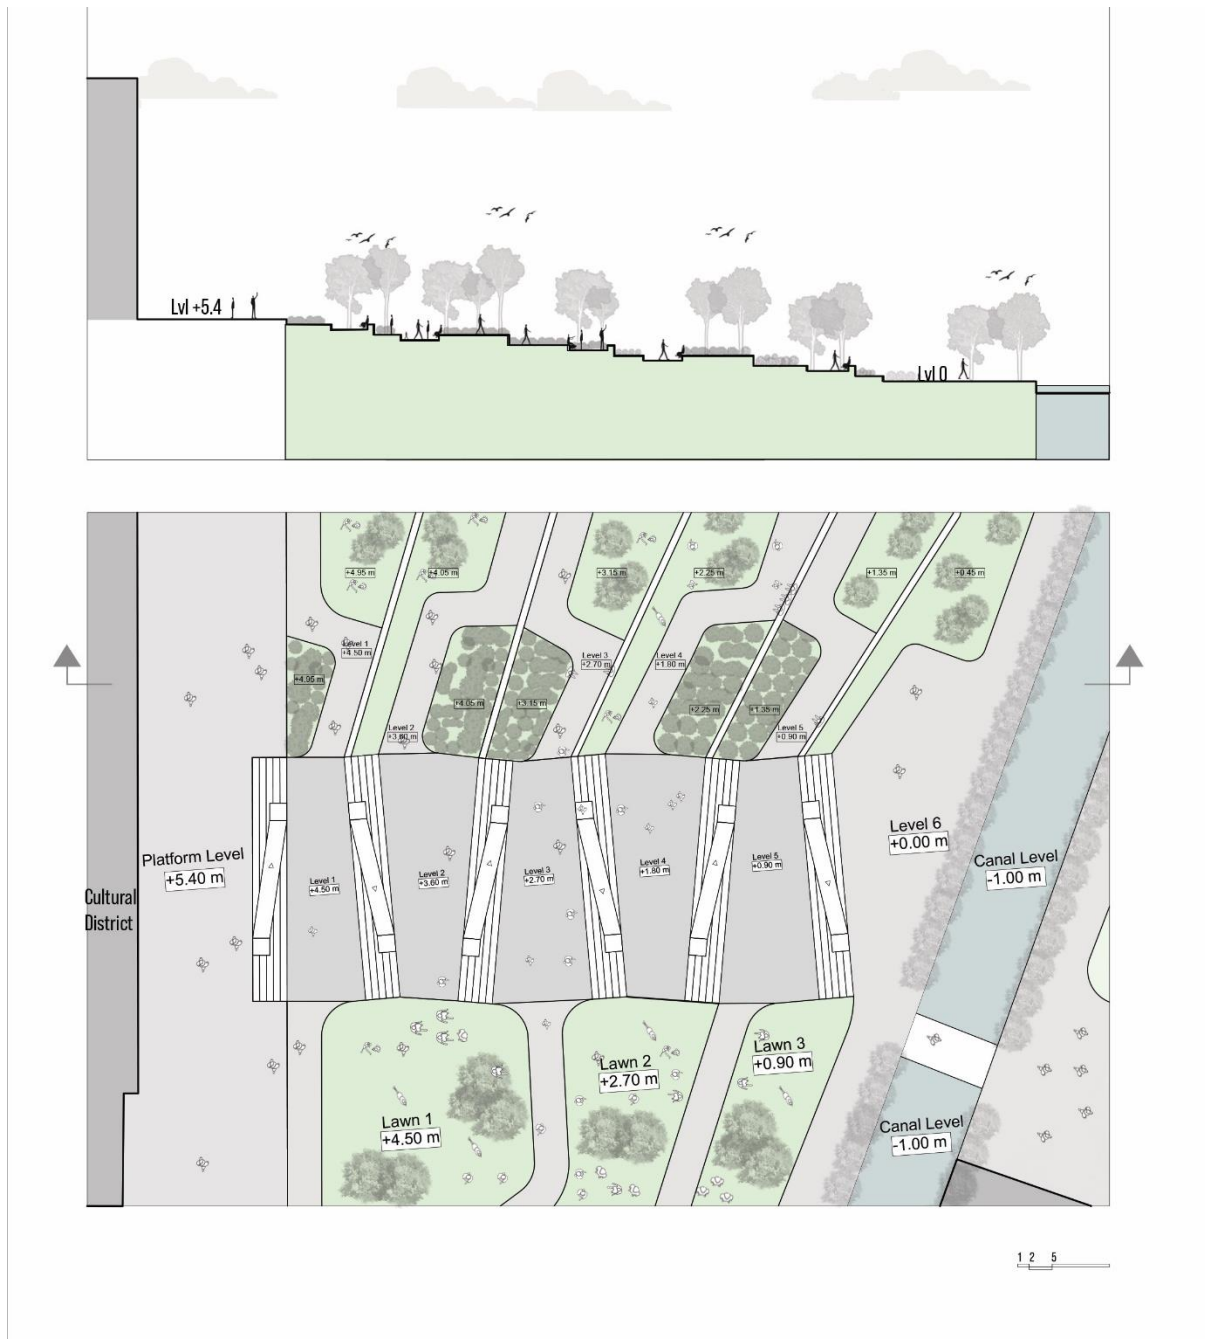 Lvl +5.4
Lvl 0
+4.95 m
+4.05 m
+3.15 m
+2.25 m
+1.35 m
+0.45 m
Level 1
+4.50 m
Level 3
+2.70 m
Level 4
+1.80 m
+4.05 m
+4.05 m
+3.15 m
+2.25 m
+1.35 m
Level 2
+3.60 m
Level 5
+0.90 m
Platform Level
+5.40 m
Level 1
+4.50 m
Level 2
+3.60 m
Level 3
+2.70 m
Level 4
+1.80 m
Level 5
+0.90 m
Level 6
+0.00 m
Canal Level
-1.00 m
Cultural
District
Lawn 1
+4.50 m
Lawn 2
+2.70 m
Lawn 3
+0.90 m
Canal Level
-1.00 m
1 2 5